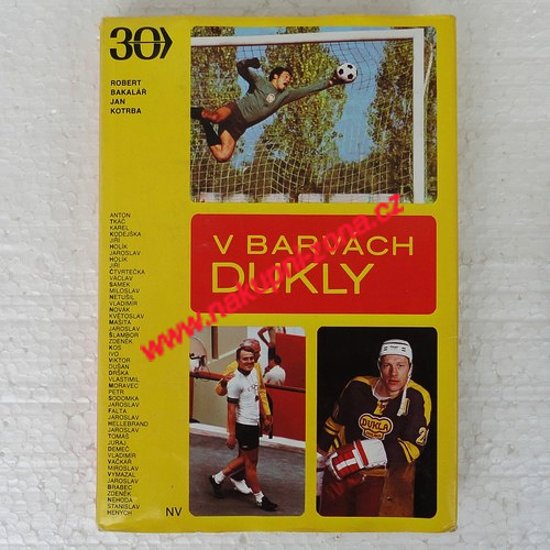 30
ROBERT
BAKALÁŘ
JAN
KOTRBA
V BARVÁCH
DUKLY
www.nakupnizona.cz
ANTON
TKÁČ
KAREL
KODEJŠKA
JIŘÍ
HOLÍK
JAROSLAV
HOLÍK
JIŘÍ
ČTVRTEČKA
VÁCLAV
SAMEK
MILOSLAV
NETUŠIL
VLADIMÍR
NOVÁK
KVĚTOSLAV
MAŠITA
JAROSLAV
ŠLAMBOR
ZDENĚK
KOS
IVO
VIKTOR
DUŠAN
DRŠKA
VLASTIMIL
MORAVEC
PETR
SODOMKA
JAROSLAV
FALTA
JAROSLAV
HELLEBRAND
JAROSLAV
TOMÁŠ
JURAJ
DEMEČ
VLADIMÍR
VAČKÁŘ
MIROSLAV
VYMAZAL
JAROSLAV
BRABEC
ZDENĚK
NEHODA
STANISLAV
HENYCH
NV
DUKLA